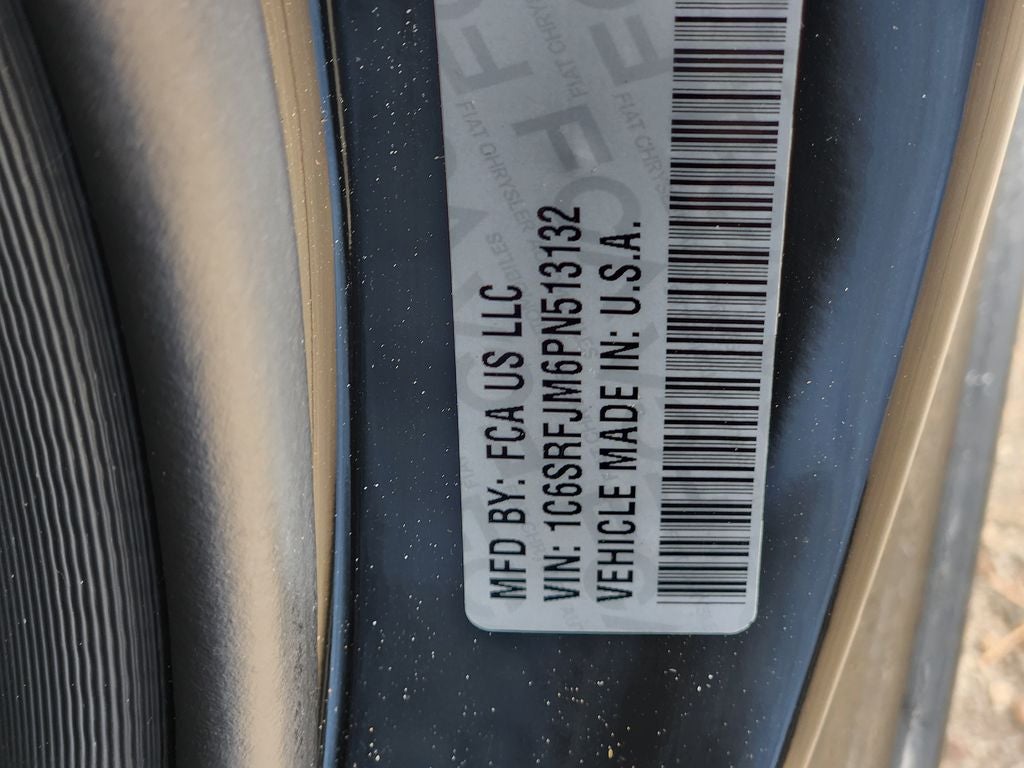 MFD BY: FCA US LLC
VIN: 1C6SRFJM6PN513132
VEHICLE MADE IN: U.S.A.